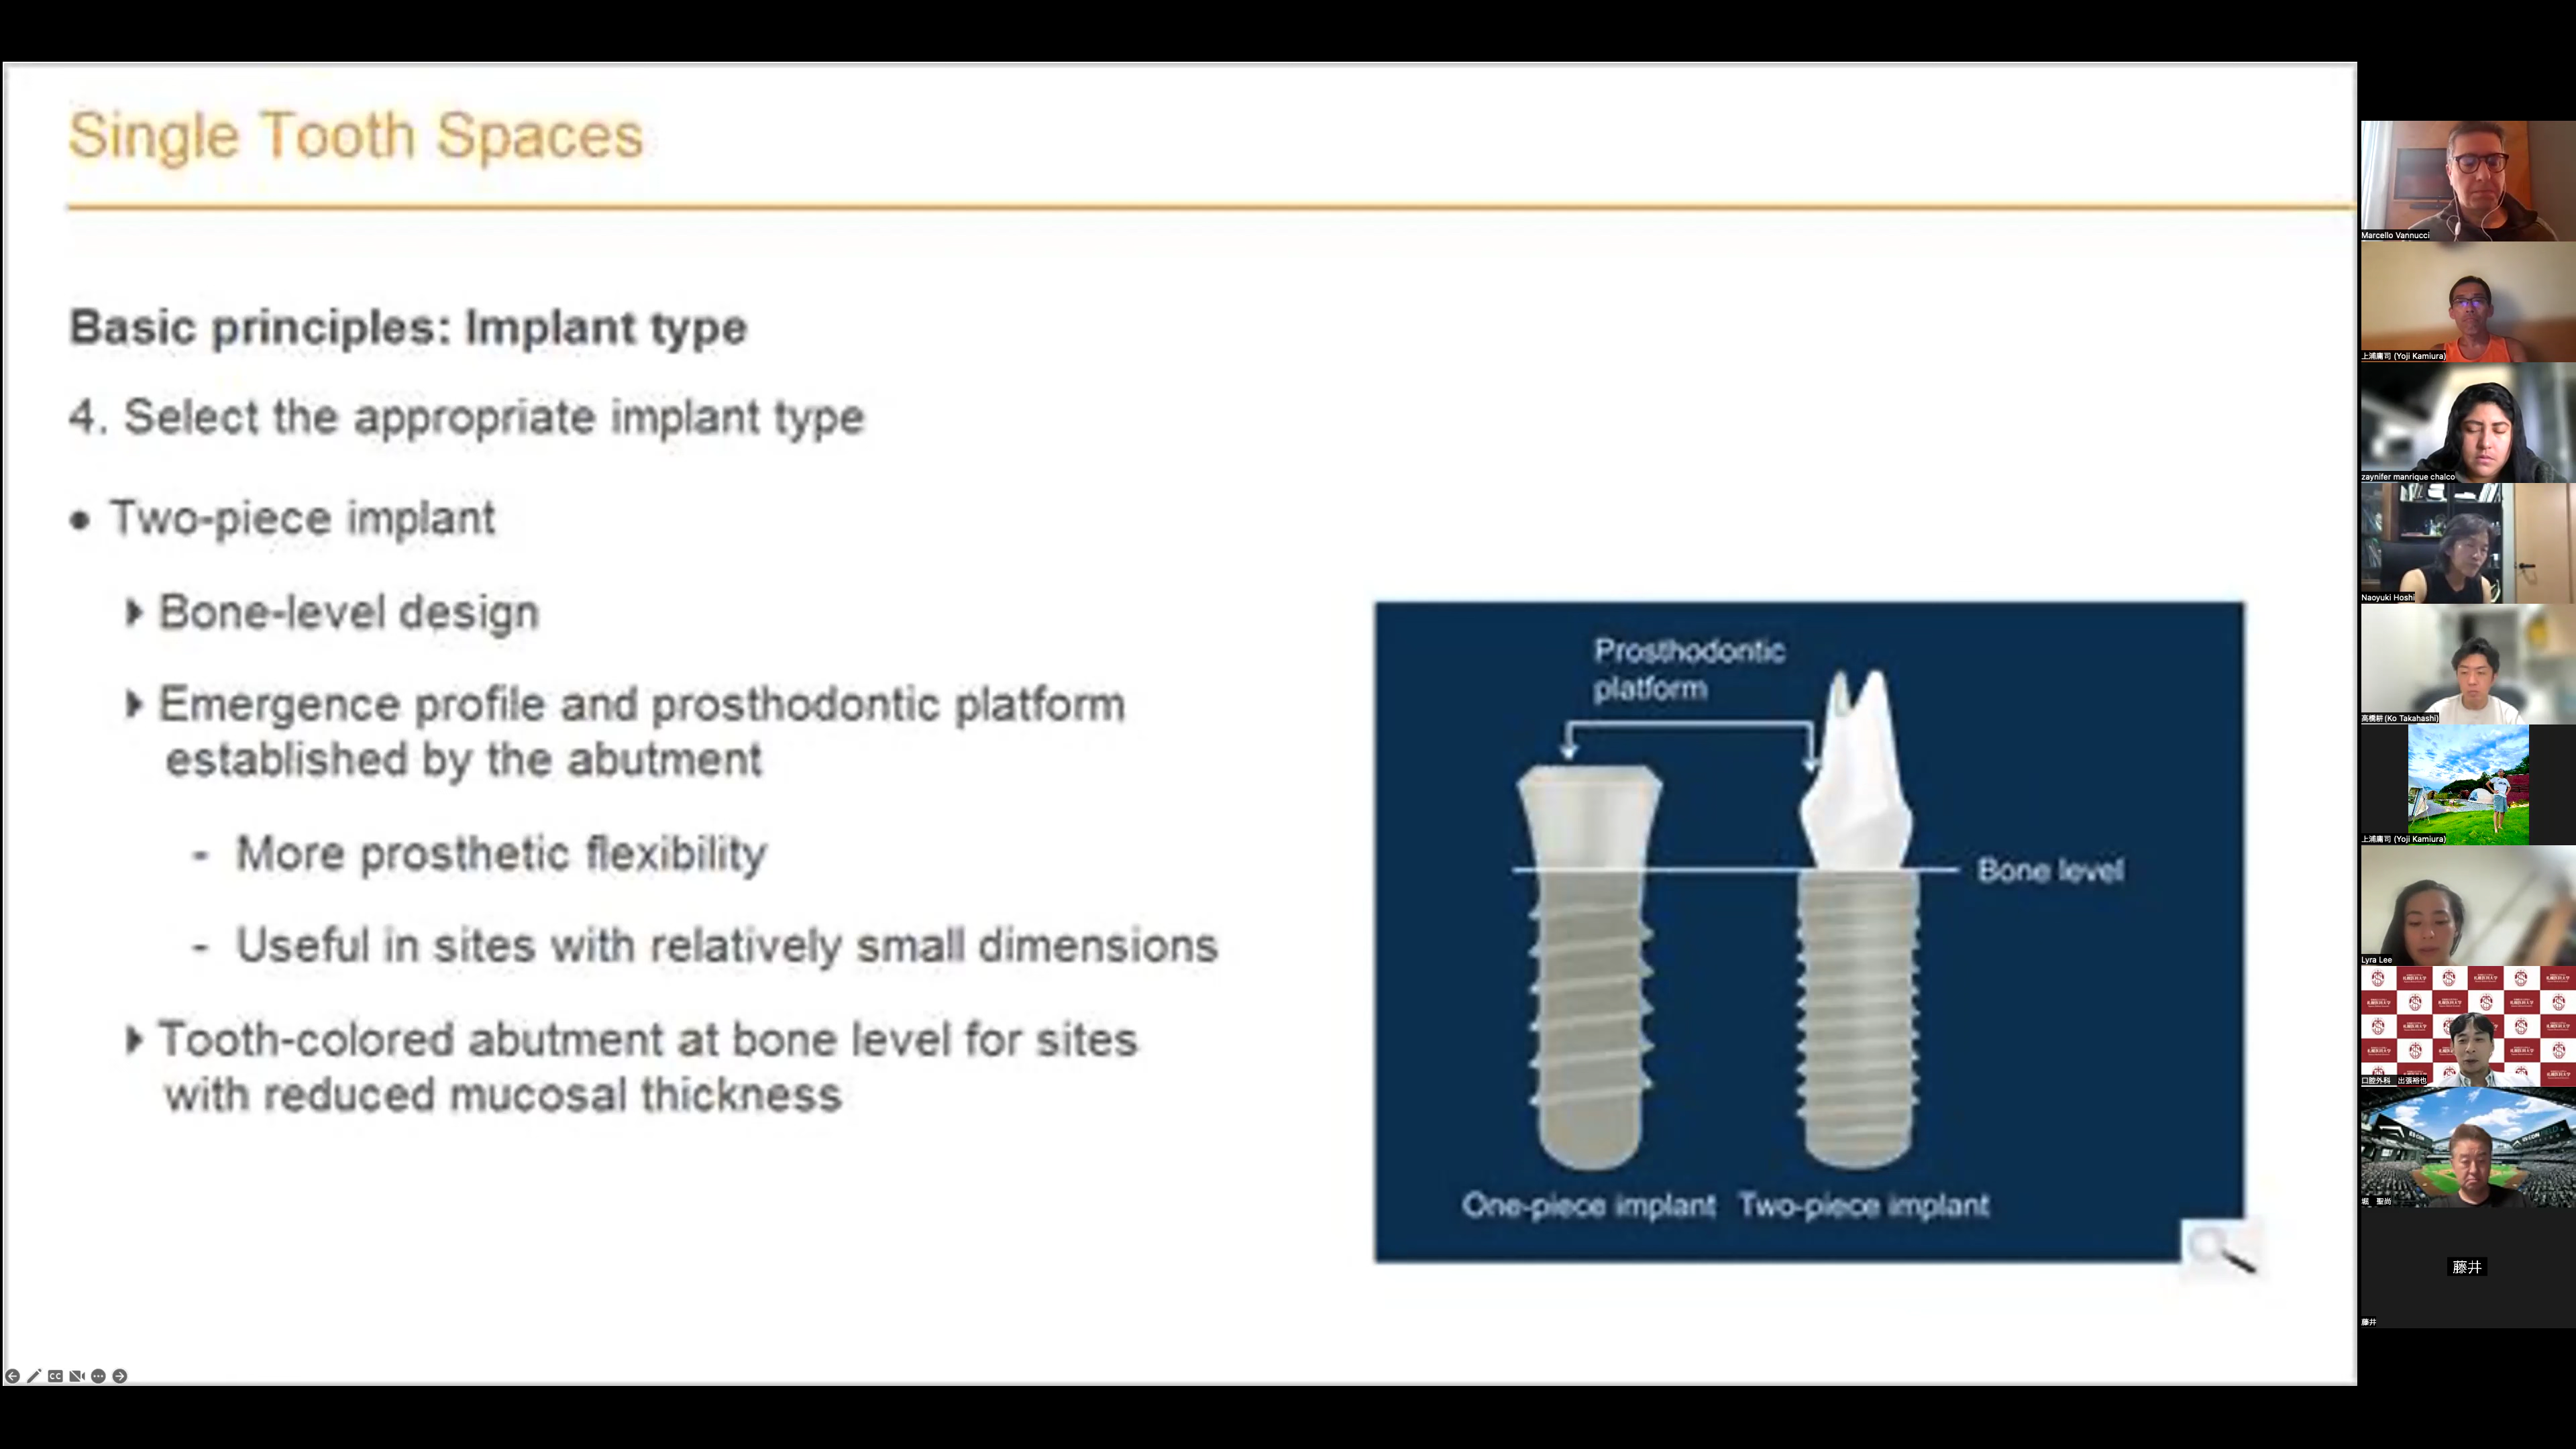 Single Tooth Spaces
Basic principles: Implant type
4. Select the appropriate implant type
● Two-piece implant
Bone-level design
Emergence profile and prosthodontic platform
established by the abutment
- More prosthetic flexibility
- Useful in sites with relatively small dimensions
Tooth-colored abutment at bone level for sites
with reduced mucosal thickness
Prosthodontic
platform
Bone level
One-piece implant
Two-piece implant
CC
Marcello Vannucci
上浦庸司 (Yoji Kamiura)
zaynifer manrique chalco
Naoyuki Hoshi
高橋耕 (Ko Takahashi)
上浦庸司 (Yoji Kamiura)
Lyra Lee
口腔外科 出張裕也
堀 聖尚
藤井
藤井